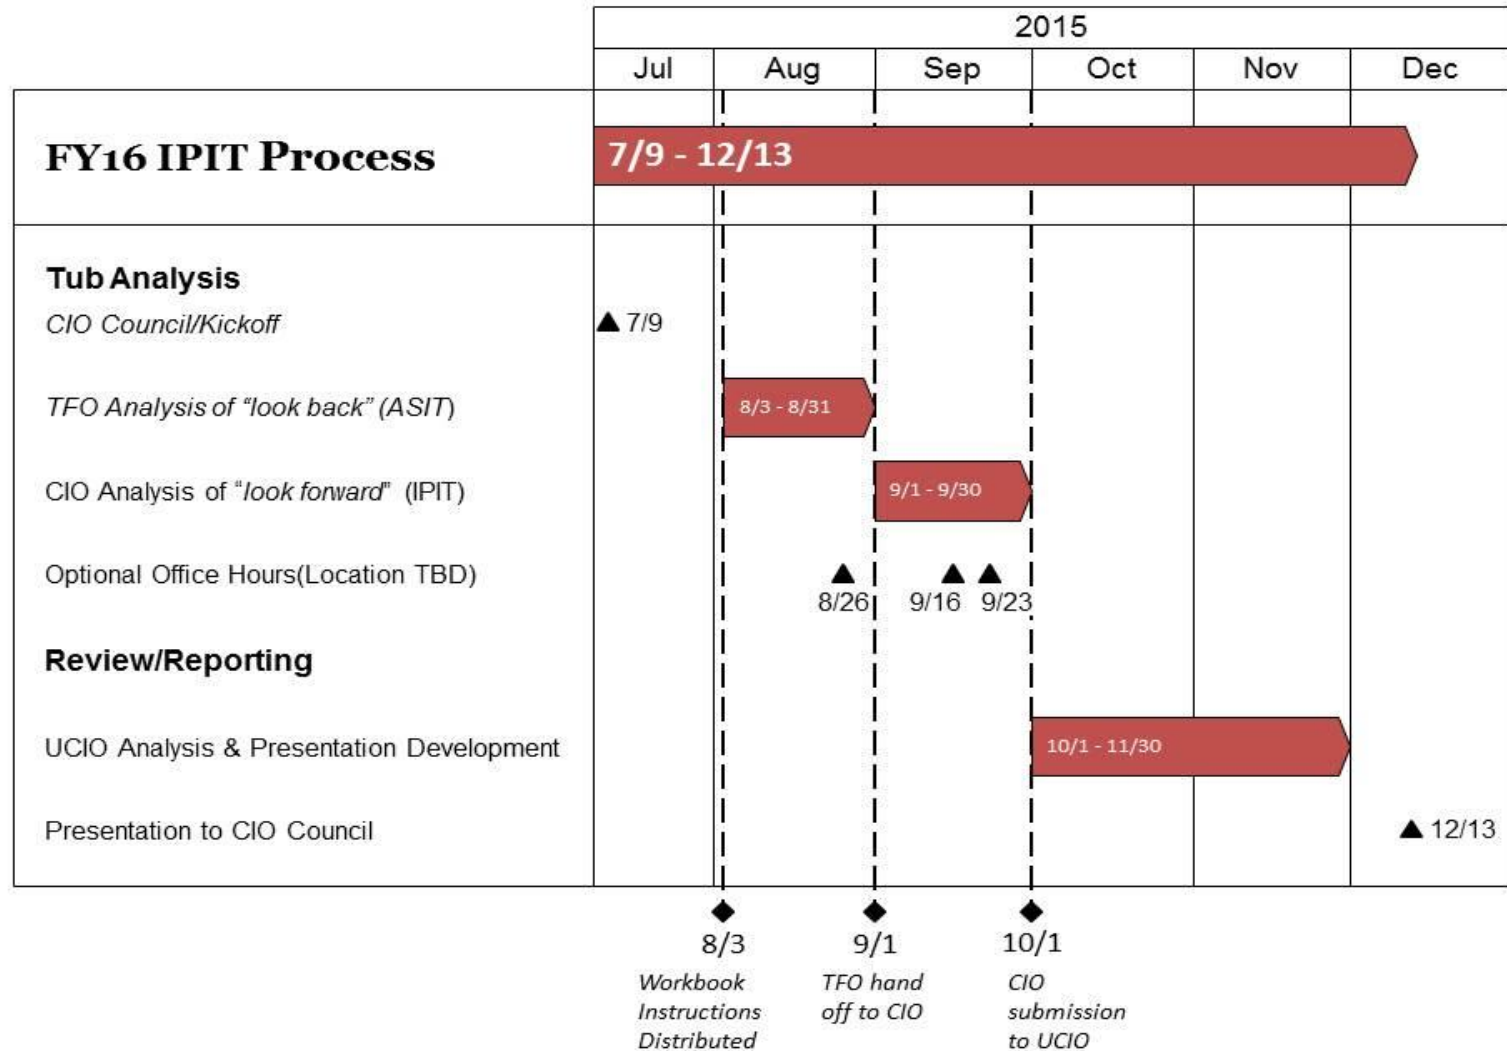 2015
Jul Aug Sep Oct Nov Dec
FY16 IPIT Process
7/9 - 12/13
Tub Analysis
CIO Council/Kickoff
7/9
TFO Analysis of “look back” (ASIT)
8/3 - 8/31
CIO Analysis of “look forward” (IPIT)
9/1 - 9/30
Optional Office Hours(Location TBD)
8/26 9/16 9/23
Review/Reporting
UCIO Analysis & Presentation Development
10/1 - 11/30
Presentation to CIO Council
12/13
8/3
Workbook
Instructions
Distributed
9/1
TFO hand
off to CIO
10/1
CIO
submission
to UCIO